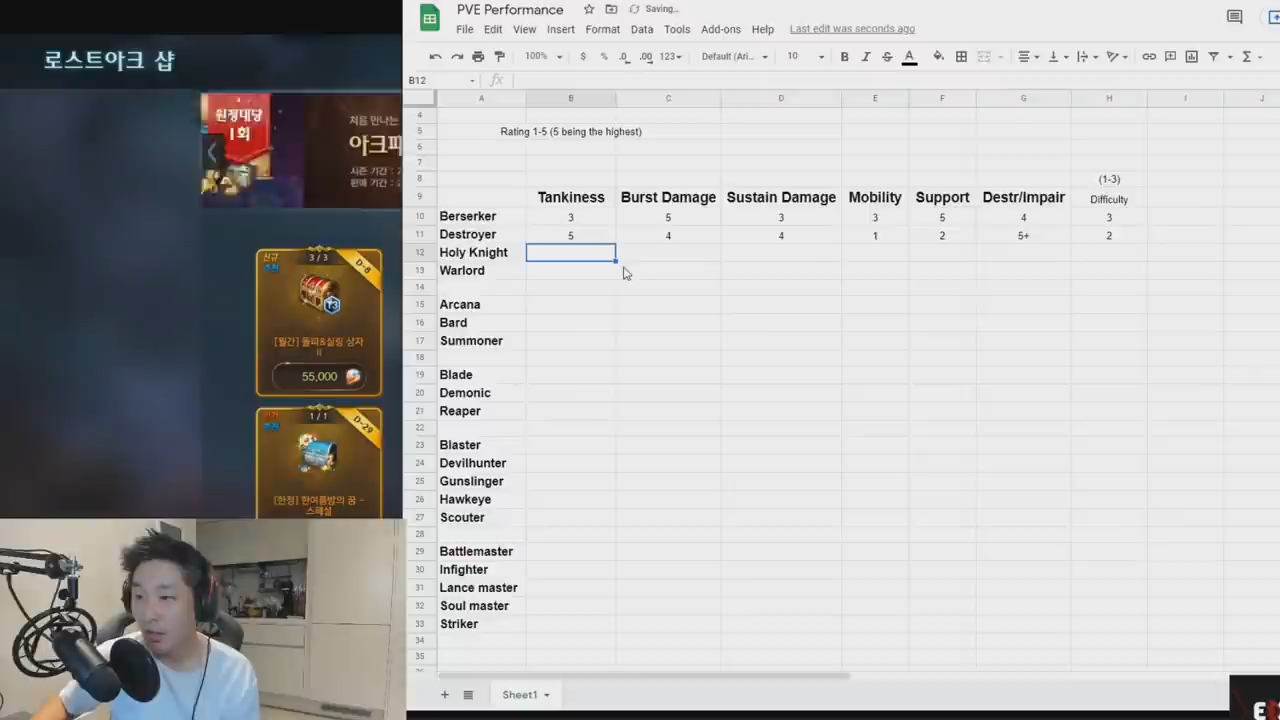 로스트아크 샵
원정대당
1회
처음 만나는
아크패
시즌 기간 : 2
판매 기간 : 2
신규
추천
3 / 3
D-8
T3
[월간] 돌파&실링 상자
II
55,000
추천
1 / 1
D-29
[한정] 한여름밤의 꿈 -
스페셜
PVE Performance
Saving...
File Edit View Insert Format Data Tools Add-ons Help
Last edit was seconds ago
100% $ % .0 .00 123 Default (Ari... 10 B I S A
B12 fx
A B C D E F G H I J
4
5 Rating 1-5 (5 being the highest)
6
7
8 (1-3)
9 Tankiness Burst Damage Sustain Damage Mobility Support Destr/Impair Difficulty
10 Berserker 3 5 3 3 5 4 3
11 Destroyer 5 4 4 1 2 5+ 2
12 Holy Knight
13 Warlord
14
15 Arcana
16 Bard
17 Summoner
18
19 Blade
20 Demonic
21 Reaper
22
23 Blaster
24 Devilhunter
25 Gunslinger
26 Hawkeye
27 Scouter
28
29 Battlemaster
30 Infighter
31 Lance master
32 Soul master
33 Striker
34
35
Sheet1